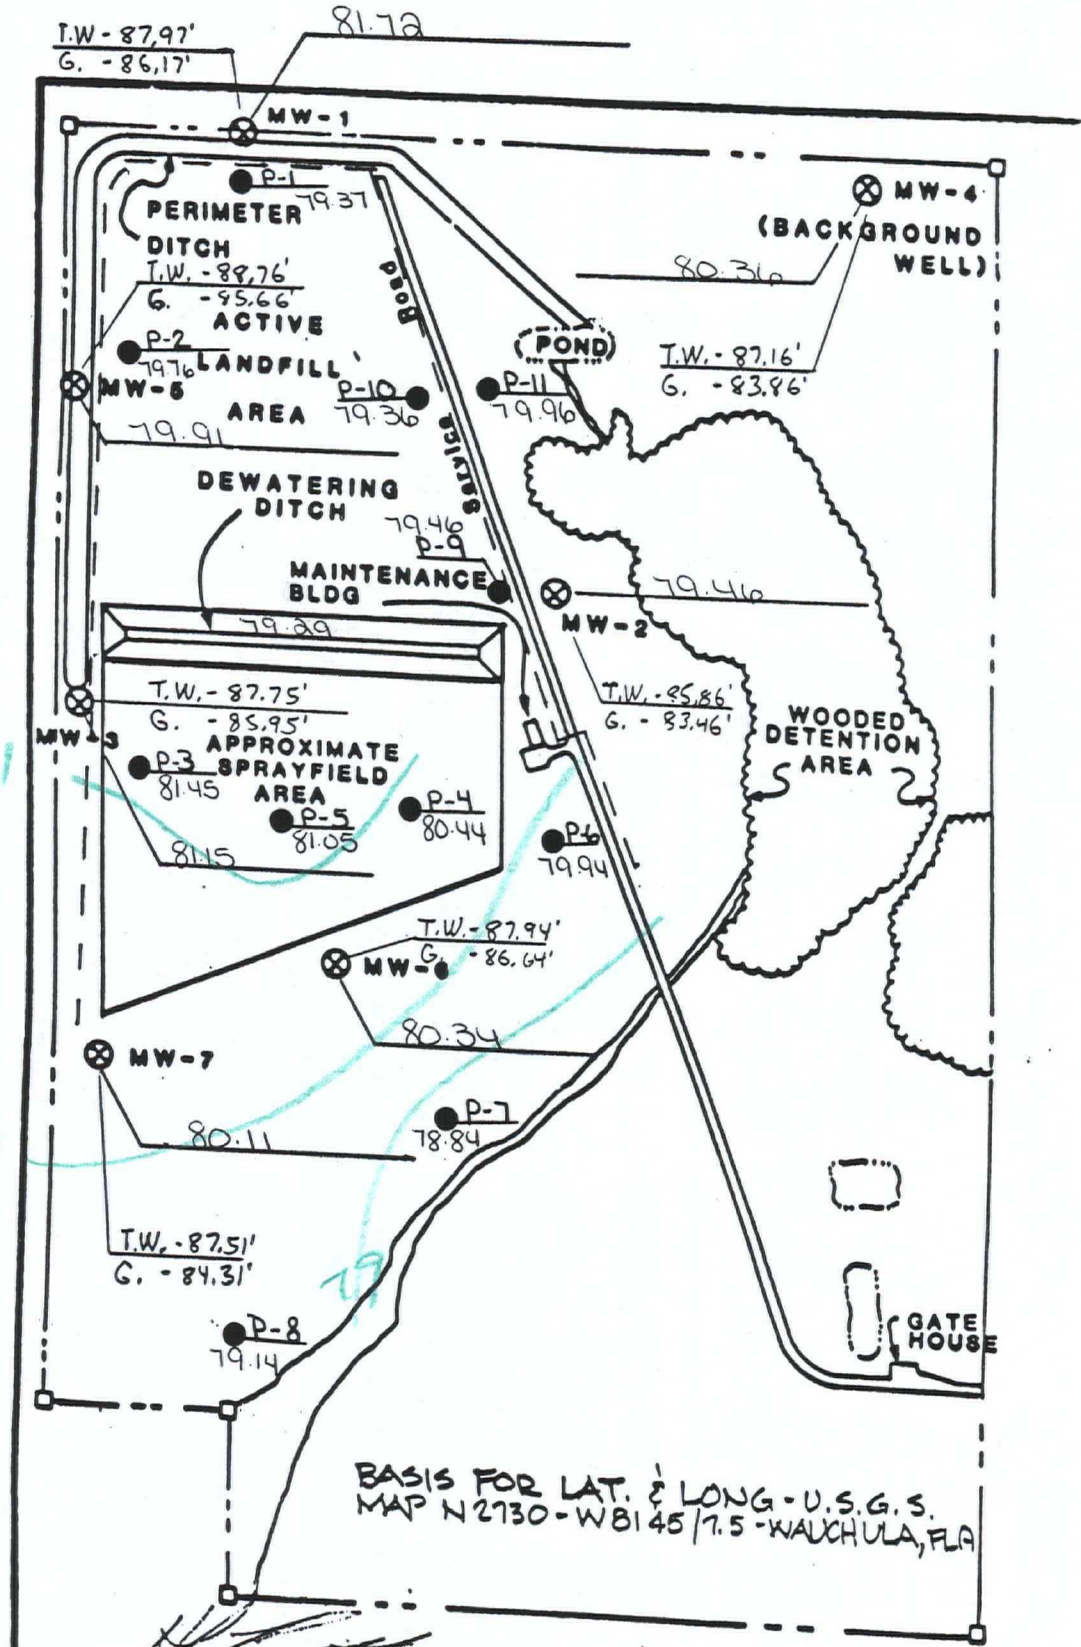 T.W - 87,97'
G. - 86,17'
81.72
MW-1
P-1
79.37
PERIMETER
DITCH
MW-4
(BACKGROUND
WELL)
80.36
T.W. - 87.16'
G. - 83.86'
T.W. - 88,76'
G. - 85.66'
ACTIVE
LANDFILL
AREA
P-2
79.76
MW-5
79.91
Service Road
POND
P-10
79.36
P-11
79.96
DEWATERING
DITCH
79.46
P-9
MAINTENANCE
BLDG
79.46
MW-2
79.29
T.W. - 85,86'
G. - 83.46'
T.W. - 87.75'
G. - 85.95'
MW-3
APPROXIMATE
SPRAYFIELD
AREA
WOODED
DETENTION
AREA
P-3
81.45
P-5
81.05
P-4
80.44
P-6
79.94
81.15
T.W. - 87.94'
G. - 86.64'
MW-
80.34
MW-7
80.11
P-7
78.84
T.W. - 87.51'
G. - 84.31'
79
P-8
79.14
GATE
HOUSE
BASIS FOR LAT. & LONG - U.S.G.S.
MAP N2730-W8145/7.5-WAUCHULA, FLA